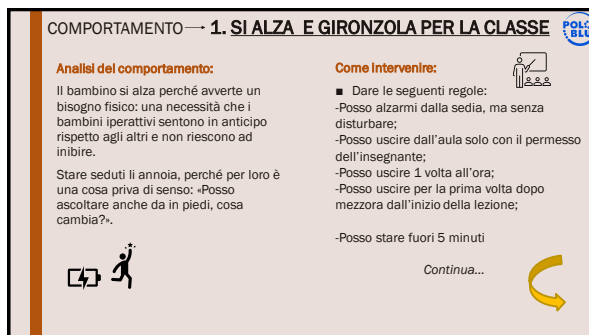 COMPORTAMENTO 1. SI ALZA E GIRONZOLA PER LA CLASSE
POLO
BLU
Analisi del comportamento:
Il bambino si alza perché avverte un
bisogno fisico: una necessità che i
bambini iperattivi sentono in anticipo
rispetto agli altri e non riescono ad
inibire.
Stare seduti li annoia, perché per loro è
una cosa priva di senso: «Posso
ascoltare anche da in piedi, cosa
cambia?».
Come intervenire:
■ Dare le seguenti regole:
-Posso alzarmi dalla sedia, ma senza
disturbare;
-Posso uscire dall'aula solo con il permesso
dell'insegnante;
-Posso uscire 1 volta all'ora;
-Posso uscire per la prima volta dopo
mezzora dall'inizio della lezione;
-Posso stare fuori 5 minuti
Continua...